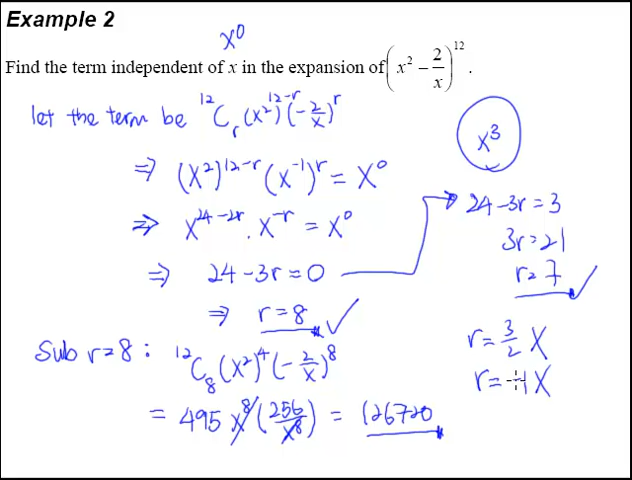 Example 2
x⁰
Find the term independent of x in the expansion of (x² − 2/x)¹² .
let the term be ¹²Cᵣ (x²)¹²⁻ʳ (−2/x)ʳ
⇒ (x²)¹²⁻ʳ (x⁻¹)ʳ = x⁰
⇒ x²⁴⁻²ʳ · x⁻ʳ = x⁰
⇒ 24−3r = 0
⇒ r = 8 ✓
Sub r=8 : ¹²C₈ (x²)⁴ (−2/x)⁸
= 495 x⁸ (256/x⁸) = 126720
x³
24−3r = 3
3r = 21
r = 7 ✓
r = 3/2 X
r = −1 X